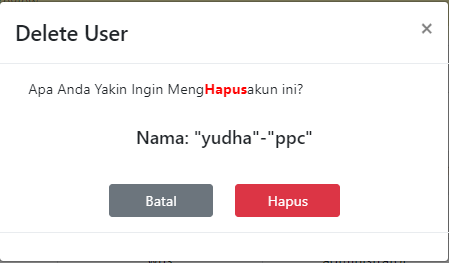 Delete User
×
Apa Anda Yakin Ingin MengHapusakun ini?
Nama: "yudha"-"ppc"
Batal
Hapus